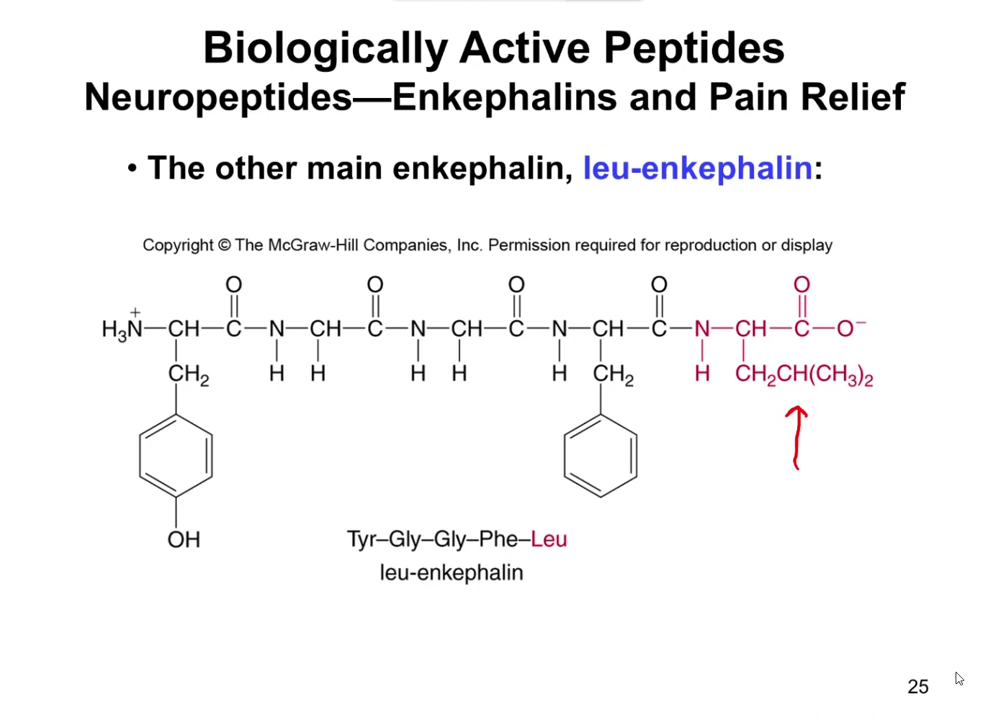 Biologically Active Peptides
Neuropeptides—Enkephalins and Pain Relief
• The other main enkephalin, leu-enkephalin:
Copyright © The McGraw-Hill Companies, Inc. Permission required for reproduction or display
O O O O O
H₃N⁺—CH—C—N—CH—C—N—CH—C—N—CH—C—N—CH—C—O⁻
CH₂ H H H H H CH₂ H CH₂CH(CH₃)₂
OH
Tyr–Gly–Gly–Phe–Leu
leu-enkephalin
25